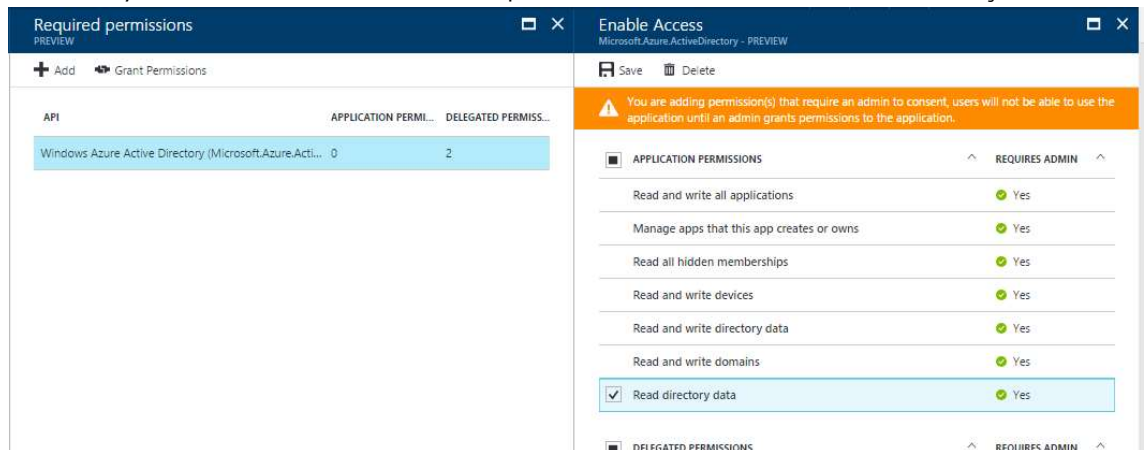 Required permissions
PREVIEW
Add Grant Permissions
API APPLICATION PERMI... DELEGATED PERMISS...
Windows Azure Active Directory (Microsoft.Azure.Acti... 0 2
Enable Access
Microsoft.Azure.ActiveDirectory - PREVIEW
Save Delete
You are adding permission(s) that require an admin to consent, users will not be able to use the
application until an admin grants permissions to the application.
APPLICATION PERMISSIONS REQUIRES ADMIN
Read and write all applications Yes
Manage apps that this app creates or owns Yes
Read all hidden memberships Yes
Read and write devices Yes
Read and write directory data Yes
Read and write domains Yes
Read directory data Yes
DELEGATED PERMISSIONS REQUIRES ADMIN